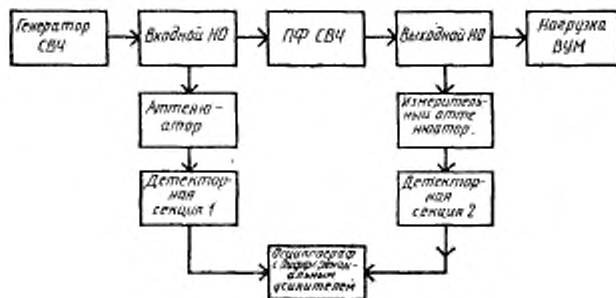 Генератор
СВЧ
Входной НО
ПФ СВЧ
Выходной НО
Нагрузка
ВУМ
Аттеню-
атор
Измеритель-
ный атте
нюатор.
Детектор-
ная
секция 1
Детектор-
ная
секция 2
Осциллограф
с дифференци-
альным
усилителем